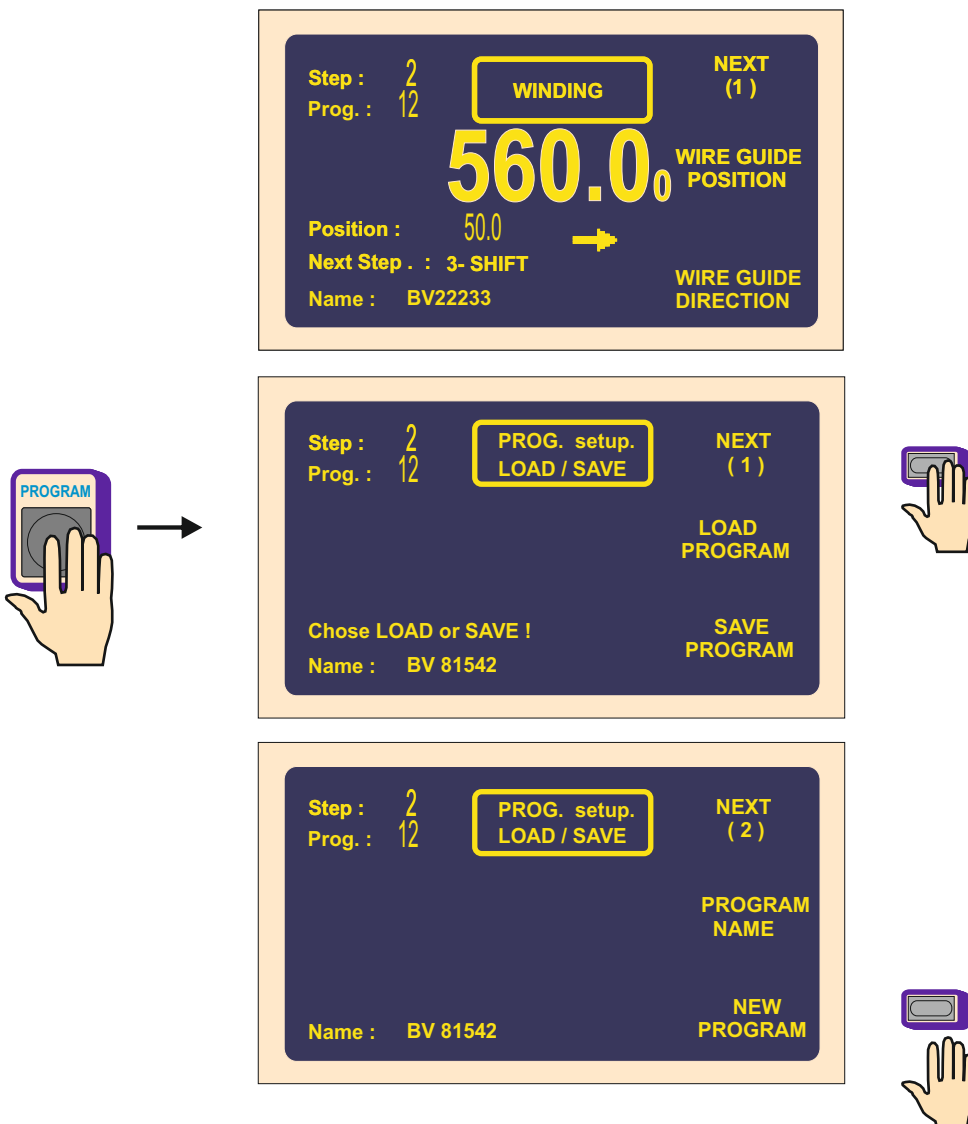 Step : 2
Prog. : 12
WINDING
NEXT
(1 )
560.00
WIRE GUIDE
POSITION
Position : 50.0
Next Step . : 3- SHIFT
Name : BV22233
WIRE GUIDE
DIRECTION
PROGRAM
Step : 2
Prog. : 12
PROG. setup.
LOAD / SAVE
NEXT
( 1 )
LOAD
PROGRAM
Chose LOAD or SAVE !
Name : BV 81542
SAVE
PROGRAM
Step : 2
Prog. : 12
PROG. setup.
LOAD / SAVE
NEXT
( 2 )
PROGRAM
NAME
Name : BV 81542
NEW
PROGRAM